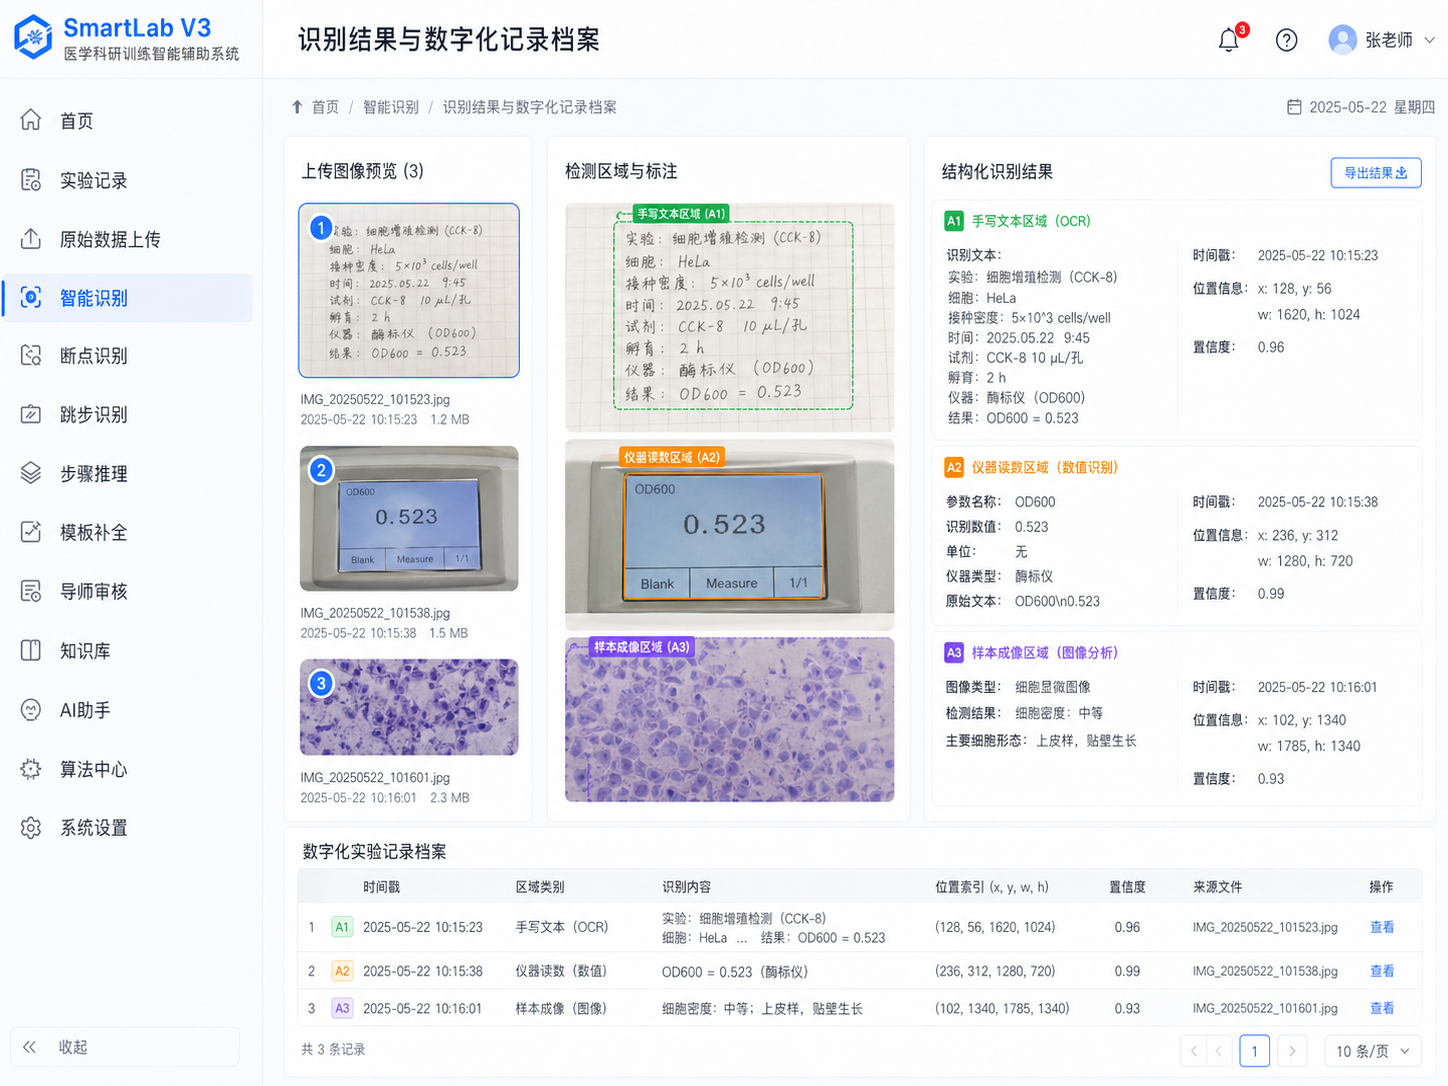 SmartLab V3
医学科研训练智能辅助系统
识别结果与数字化记录档案
3
张老师
首页
实验记录
原始数据上传
智能识别
断点识别
跳步识别
步骤推理
模板补全
导师审核
知识库
AI助手
算法中心
系统设置
收起
首页 / 智能识别 / 识别结果与数字化记录档案
2025-05-22 星期四
上传图像预览 (3)
1
实验：细胞增殖检测 (CCK-8)
细胞：HeLa
接种密度：5×10³ cells/well
时间：2025.05.22 9:45
试剂：CCK-8 10 μL/孔
孵育：2 h
仪器：酶标仪 (OD600)
结果：OD600 = 0.523
IMG_20250522_101523.jpg
2025-05-22 10:15:23 1.2 MB
2
OD600
0.523
Blank Measure 1/1
IMG_20250522_101538.jpg
2025-05-22 10:15:38 1.5 MB
3
IMG_20250522_101601.jpg
2025-05-22 10:16:01 2.3 MB
检测区域与标注
手写文本区域 (A1)
实验：细胞增殖检测 (CCK-8)
细胞：HeLa
接种密度：5×10³ cells/well
时间：2025.05.22 9:45
试剂：CCK-8 10 μL/孔
孵育：2 h
仪器：酶标仪 (OD600)
结果：OD600 = 0.523
仪器读数区域 (A2)
OD600
0.523
Blank Measure 1/1
样本成像区域 (A3)
结构化识别结果
导出结果
A1 手写文本区域（OCR）
识别文本：
实验：细胞增殖检测（CCK-8）
细胞：HeLa
接种密度：5×10^3 cells/well
时间：2025.05.22 9:45
试剂：CCK-8 10 μL/孔
孵育：2 h
仪器：酶标仪（OD600）
结果：OD600 = 0.523
时间戳： 2025-05-22 10:15:23
位置信息： x: 128, y: 56
w: 1620, h: 1024
置信度： 0.96
A2 仪器读数区域（数值识别）
参数名称： OD600
识别数值： 0.523
单位： 无
仪器类型： 酶标仪
原始文本： OD600\n0.523
时间戳： 2025-05-22 10:15:38
位置信息： x: 236, y: 312
w: 1280, h: 720
置信度： 0.99
A3 样本成像区域（图像分析）
图像类型： 细胞显微图像
检测结果： 细胞密度：中等
主要细胞形态： 上皮样，贴壁生长
时间戳： 2025-05-22 10:16:01
位置信息： x: 102, y: 1340
w: 1785, h: 1340
置信度： 0.93
数字化实验记录档案
时间戳 区域类别 识别内容 位置索引 (x, y, w, h) 置信度 来源文件 操作
1 A1 2025-05-22 10:15:23 手写文本（OCR） 实验：细胞增殖检测（CCK-8） (128, 56, 1620, 1024) 0.96 IMG_20250522_101523.jpg 查看
细胞：HeLa ... 结果：OD600 = 0.523
2 A2 2025-05-22 10:15:38 仪器读数（数值） OD600 = 0.523（酶标仪） (236, 312, 1280, 720) 0.99 IMG_20250522_101538.jpg 查看
3 A3 2025-05-22 10:16:01 样本成像（图像） 细胞密度：中等；上皮样，贴壁生长 (102, 1340, 1785, 1340) 0.93 IMG_20250522_101601.jpg 查看
共 3 条记录
1
10 条/页